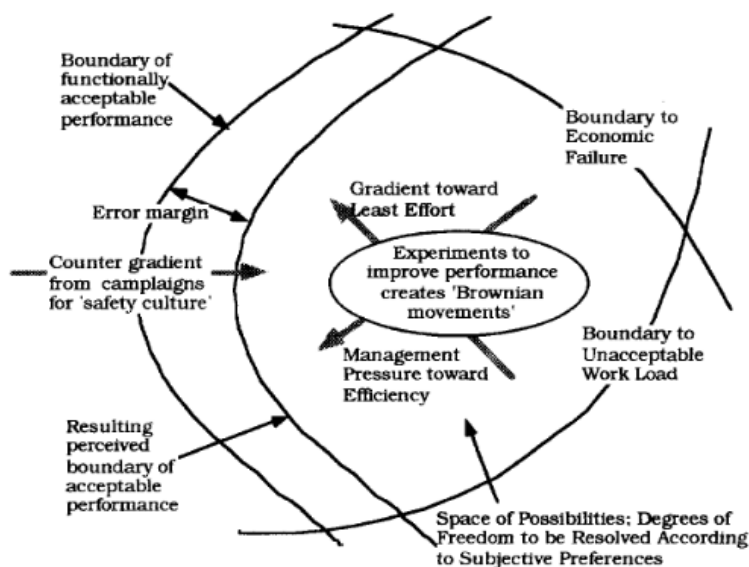 Boundary of
functionally
acceptable
performance
Boundary to
Economic
Failure
Error margin
Gradient toward
Least Effort
Counter gradient
from camplaigns
for 'safety culture'
Experiments to
improve performance
creates 'Brownian
movements'
Management
Pressure toward
Efficiency
Boundary to
Unacceptable
Work Load
Resulting
perceived
boundary of
acceptable
performance
Space of Possibilities; Degrees of
Freedom to be Resolved According
to Subjective Preferences